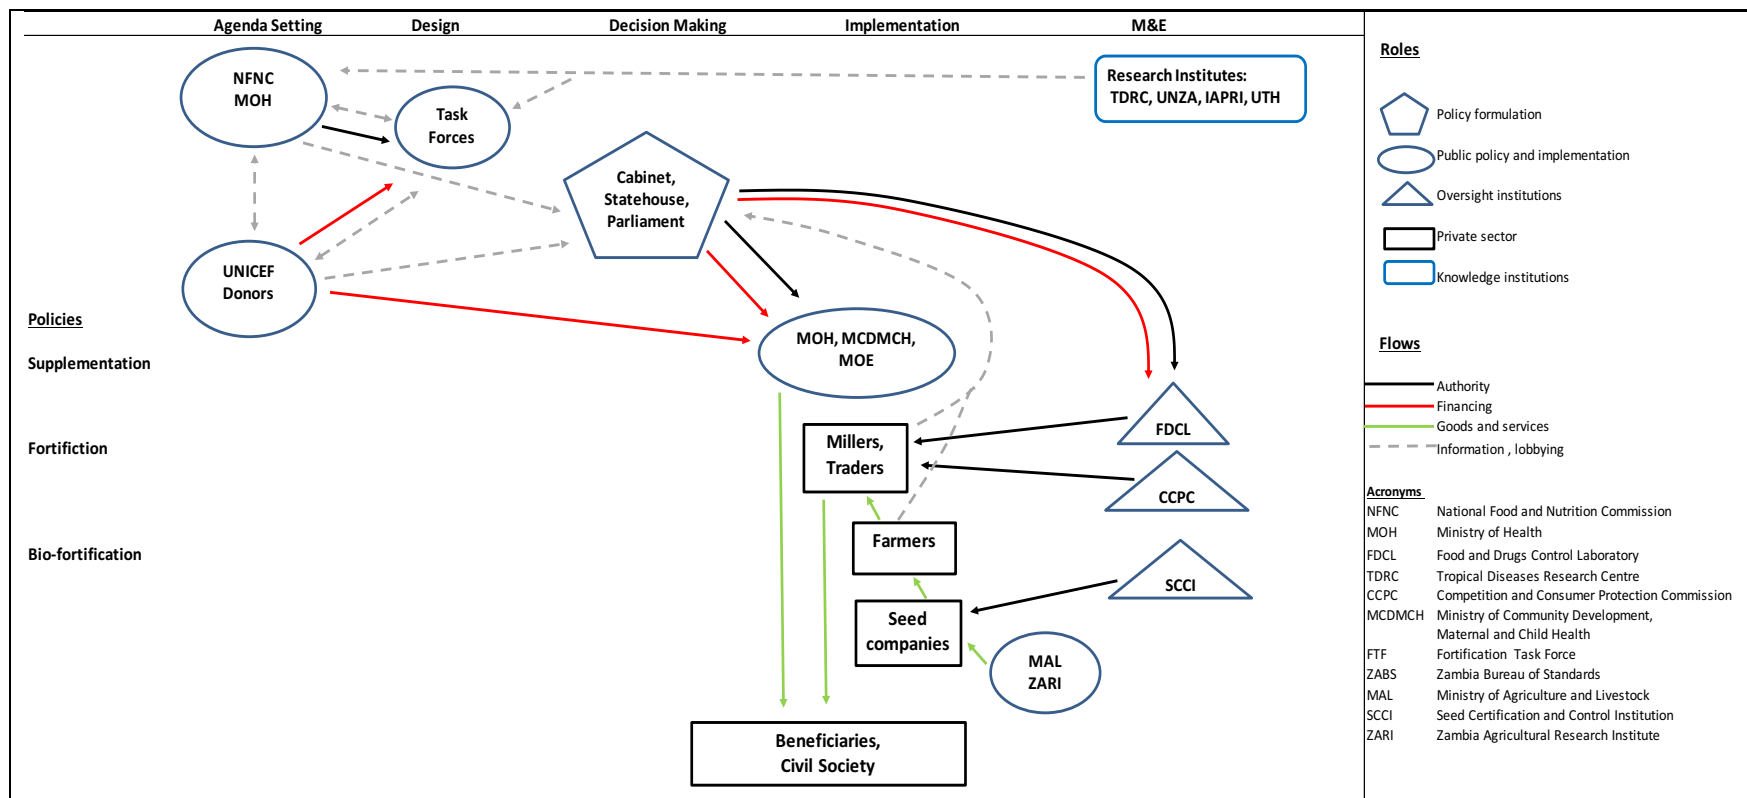 Agenda Setting
Design
Decision Making
Implementation
M&E
NFNC
MOH
Task
Forces
Research Institutes:
TDRC, UNZA, IAPRI, UTH
Cabinet,
Statehouse,
Parliament
UNICEF
Donors
Policies
Supplementation
Fortifiction
Bio-fortification
MOH, MCDMCH,
MOE
Millers,
Traders
FDCL
CCPC
Farmers
SCCI
Seed
companies
MAL
ZARI
Beneficiaries,
Civil Society
Roles
Policy formulation
Public policy and implementation
Oversight institutions
Private sector
Knowledge institutions
Flows
Authority
Financing
Goods and services
Information , lobbying
Acronyms
NFNC National Food and Nutrition Commission
MOH Ministry of Health
FDCL Food and Drugs Control Laboratory
TDRC Tropical Diseases Research Centre
CCPC Competition and Consumer Protection Commission
MCDMCH Ministry of Community Development,
Maternal and Child Health
FTF Fortification Task Force
ZABS Zambia Bureau of Standards
MAL Ministry of Agriculture and Livestock
SCCI Seed Certification and Control Institution
ZARI Zambia Agricultural Research Institute